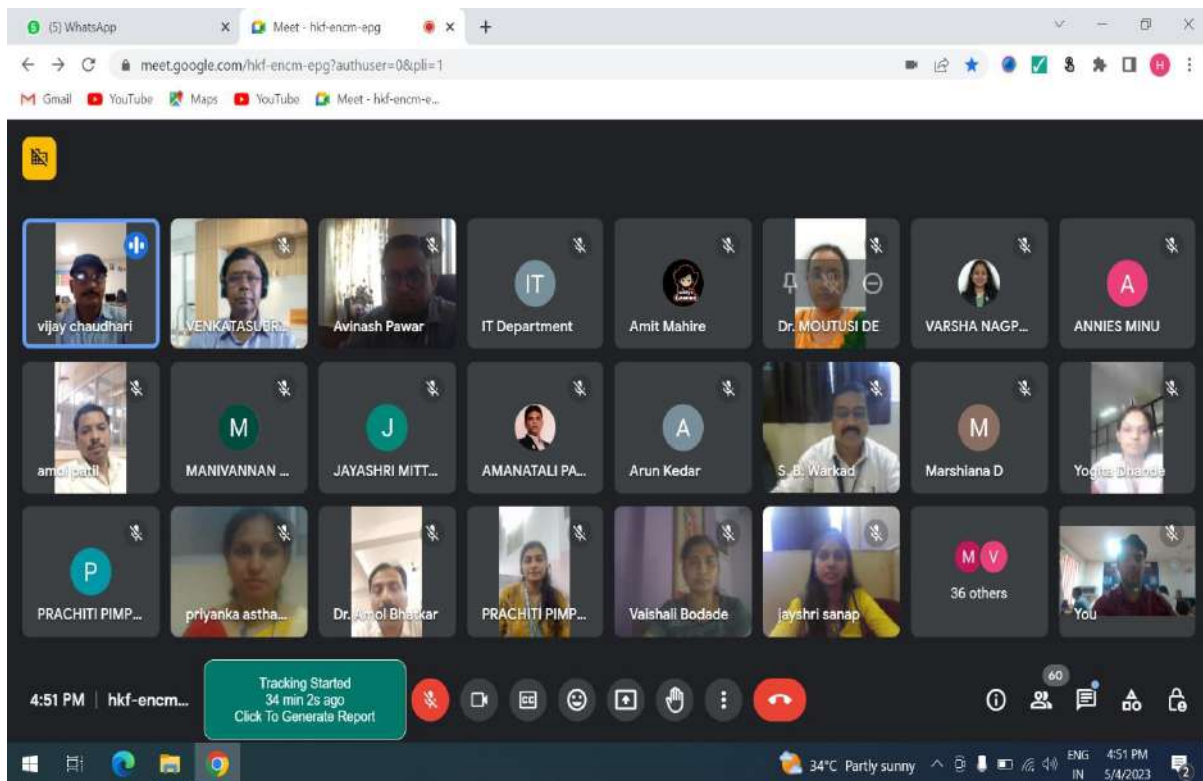 (5) WhatsApp
Meet - hkf-encm-epg
meet.google.com/hkf-encm-epg?authuser=0&pli=1
H
Gmail
YouTube
Maps
YouTube
Meet - hkf-encm-e...
vijay chaudhari
Avinash Pawar
IT
IT Department
Amit Mahire
Dr. MOUTUSI DE
VARSHA NAGP...
A
ANNIES MINU
amol patil
M
MANIVANNAN ...
J
JAYASHRI MITT...
AMANATALI PA...
A
Arun Kedar
S. B. Warkad
M
Marshiana D
Yogita Dhande
P
PRACHITI PIMP...
priyanka astha...
Dr. Amol Bhatkar
PRACHITI PIMP...
Vaishali Bodade
jayshri sanap
M V
36 others
You
4:51 PM | hkf-encm...
Tracking Started
34 min 2s ago
Click To Generate Report
60
34°C Partly sunny
ENG
IN
4:51 PM
5/4/2023